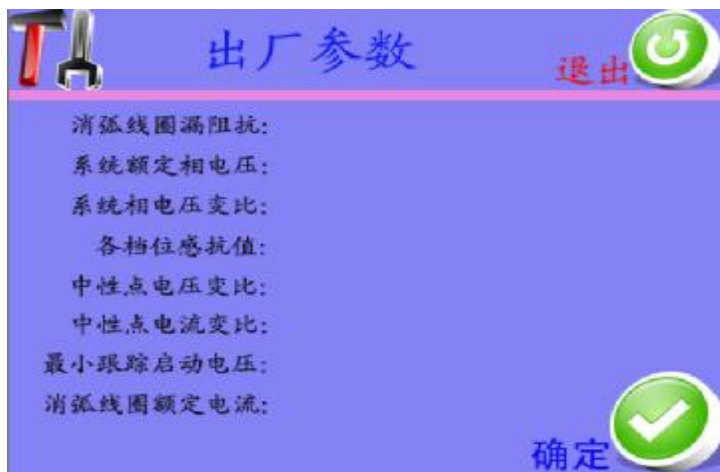 出厂参数
退出
消弧线圈漏阻抗:
系统额定相电压:
系统相电压变比:
各档位感抗值:
中性点电压变比:
中性点电流变比:
最小跟踪启动电压:
消弧线圈额定电流:
确定